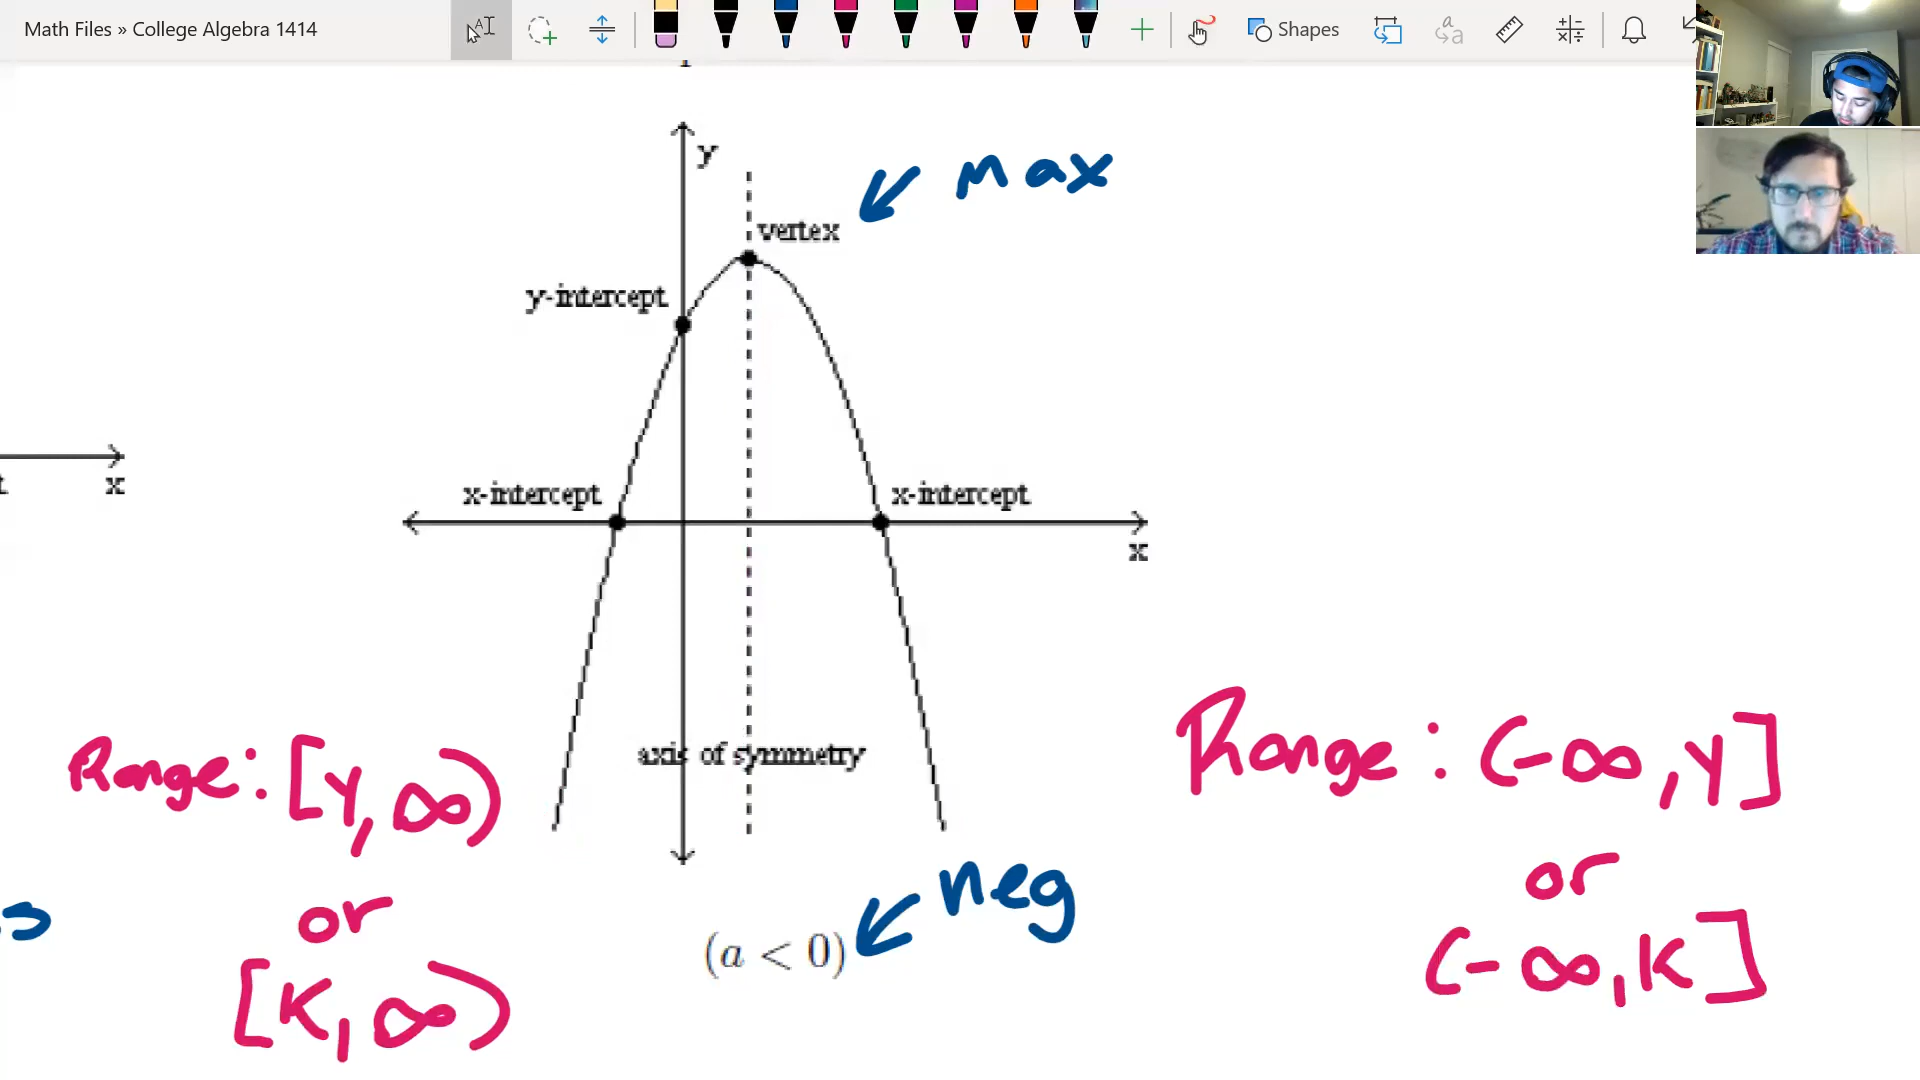 Math Files » College Algebra 1414
Shapes
y
Max
vertex
y-intercept
x
x-intercept
x-intercept
x
axis of symmetry
Range: [y, ∞)
or
[K, ∞)
Range: (-∞, y]
or
(-∞, K]
neg
(a < 0)